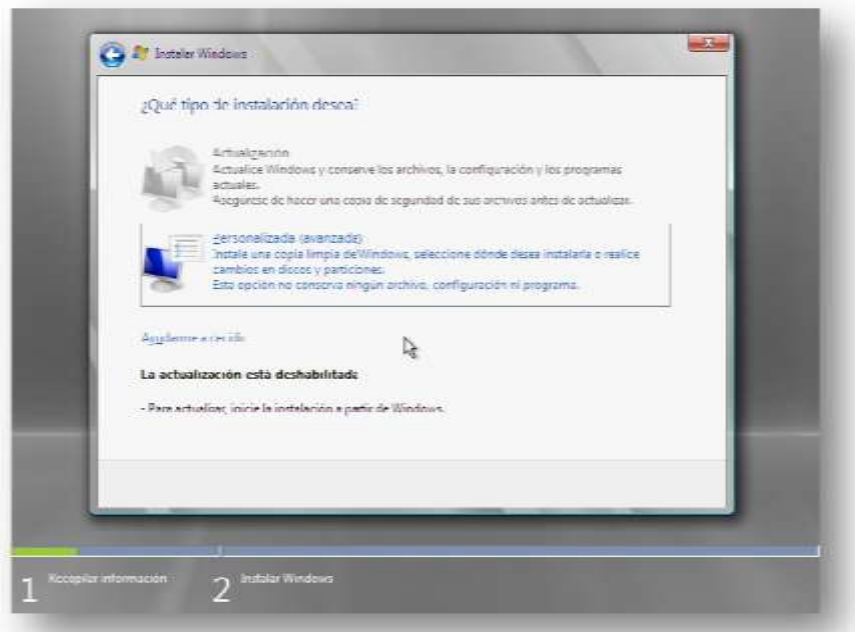 Instalar Windows
¿Qué tipo de instalación desea?
Actualización
Actualice Windows y conserve los archivos, la configuración y los programas
actuales.
Asegúrese de hacer una copia de seguridad de sus archivos antes de actualizar.
Personalizada (avanzada)
Instale una copia limpia de Windows, seleccione dónde desea instalarla o realice
cambios en discos y particiones.
Esta opción no conserva ningún archivo, configuración ni programa.
Ayudarme a decidir
La actualización está deshabilitada
- Para actualizar, inicie la instalación a partir de Windows.
1 Recopilar información 2 Instalar Windows